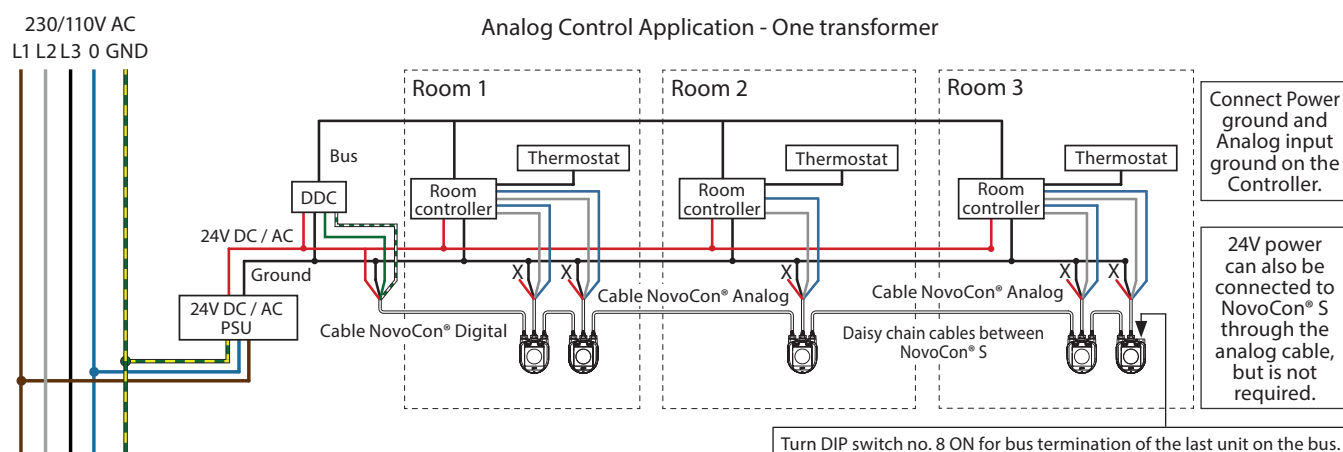 230/110V AC
L1 L2 L3 0 GND
Analog Control Application - One transformer
Room 1
Room 2
Room 3
Bus
DDC
24V DC / AC
Ground
24V DC / AC
PSU
Thermostat
Room
controller
Thermostat
Room
controller
Thermostat
Room
controller
X
X
X
X
X
Cable NovoCon® Digital
Cable NovoCon® Analog
Cable NovoCon® Analog
Daisy chain cables between
NovoCon® S
Connect Power
ground and
Analog input
ground on the
Controller.
24V power
can also be
connected to
NovoCon® S
through the
analog cable,
but is not
required.
Turn DIP switch no. 8 ON for bus termination of the last unit on the bus.